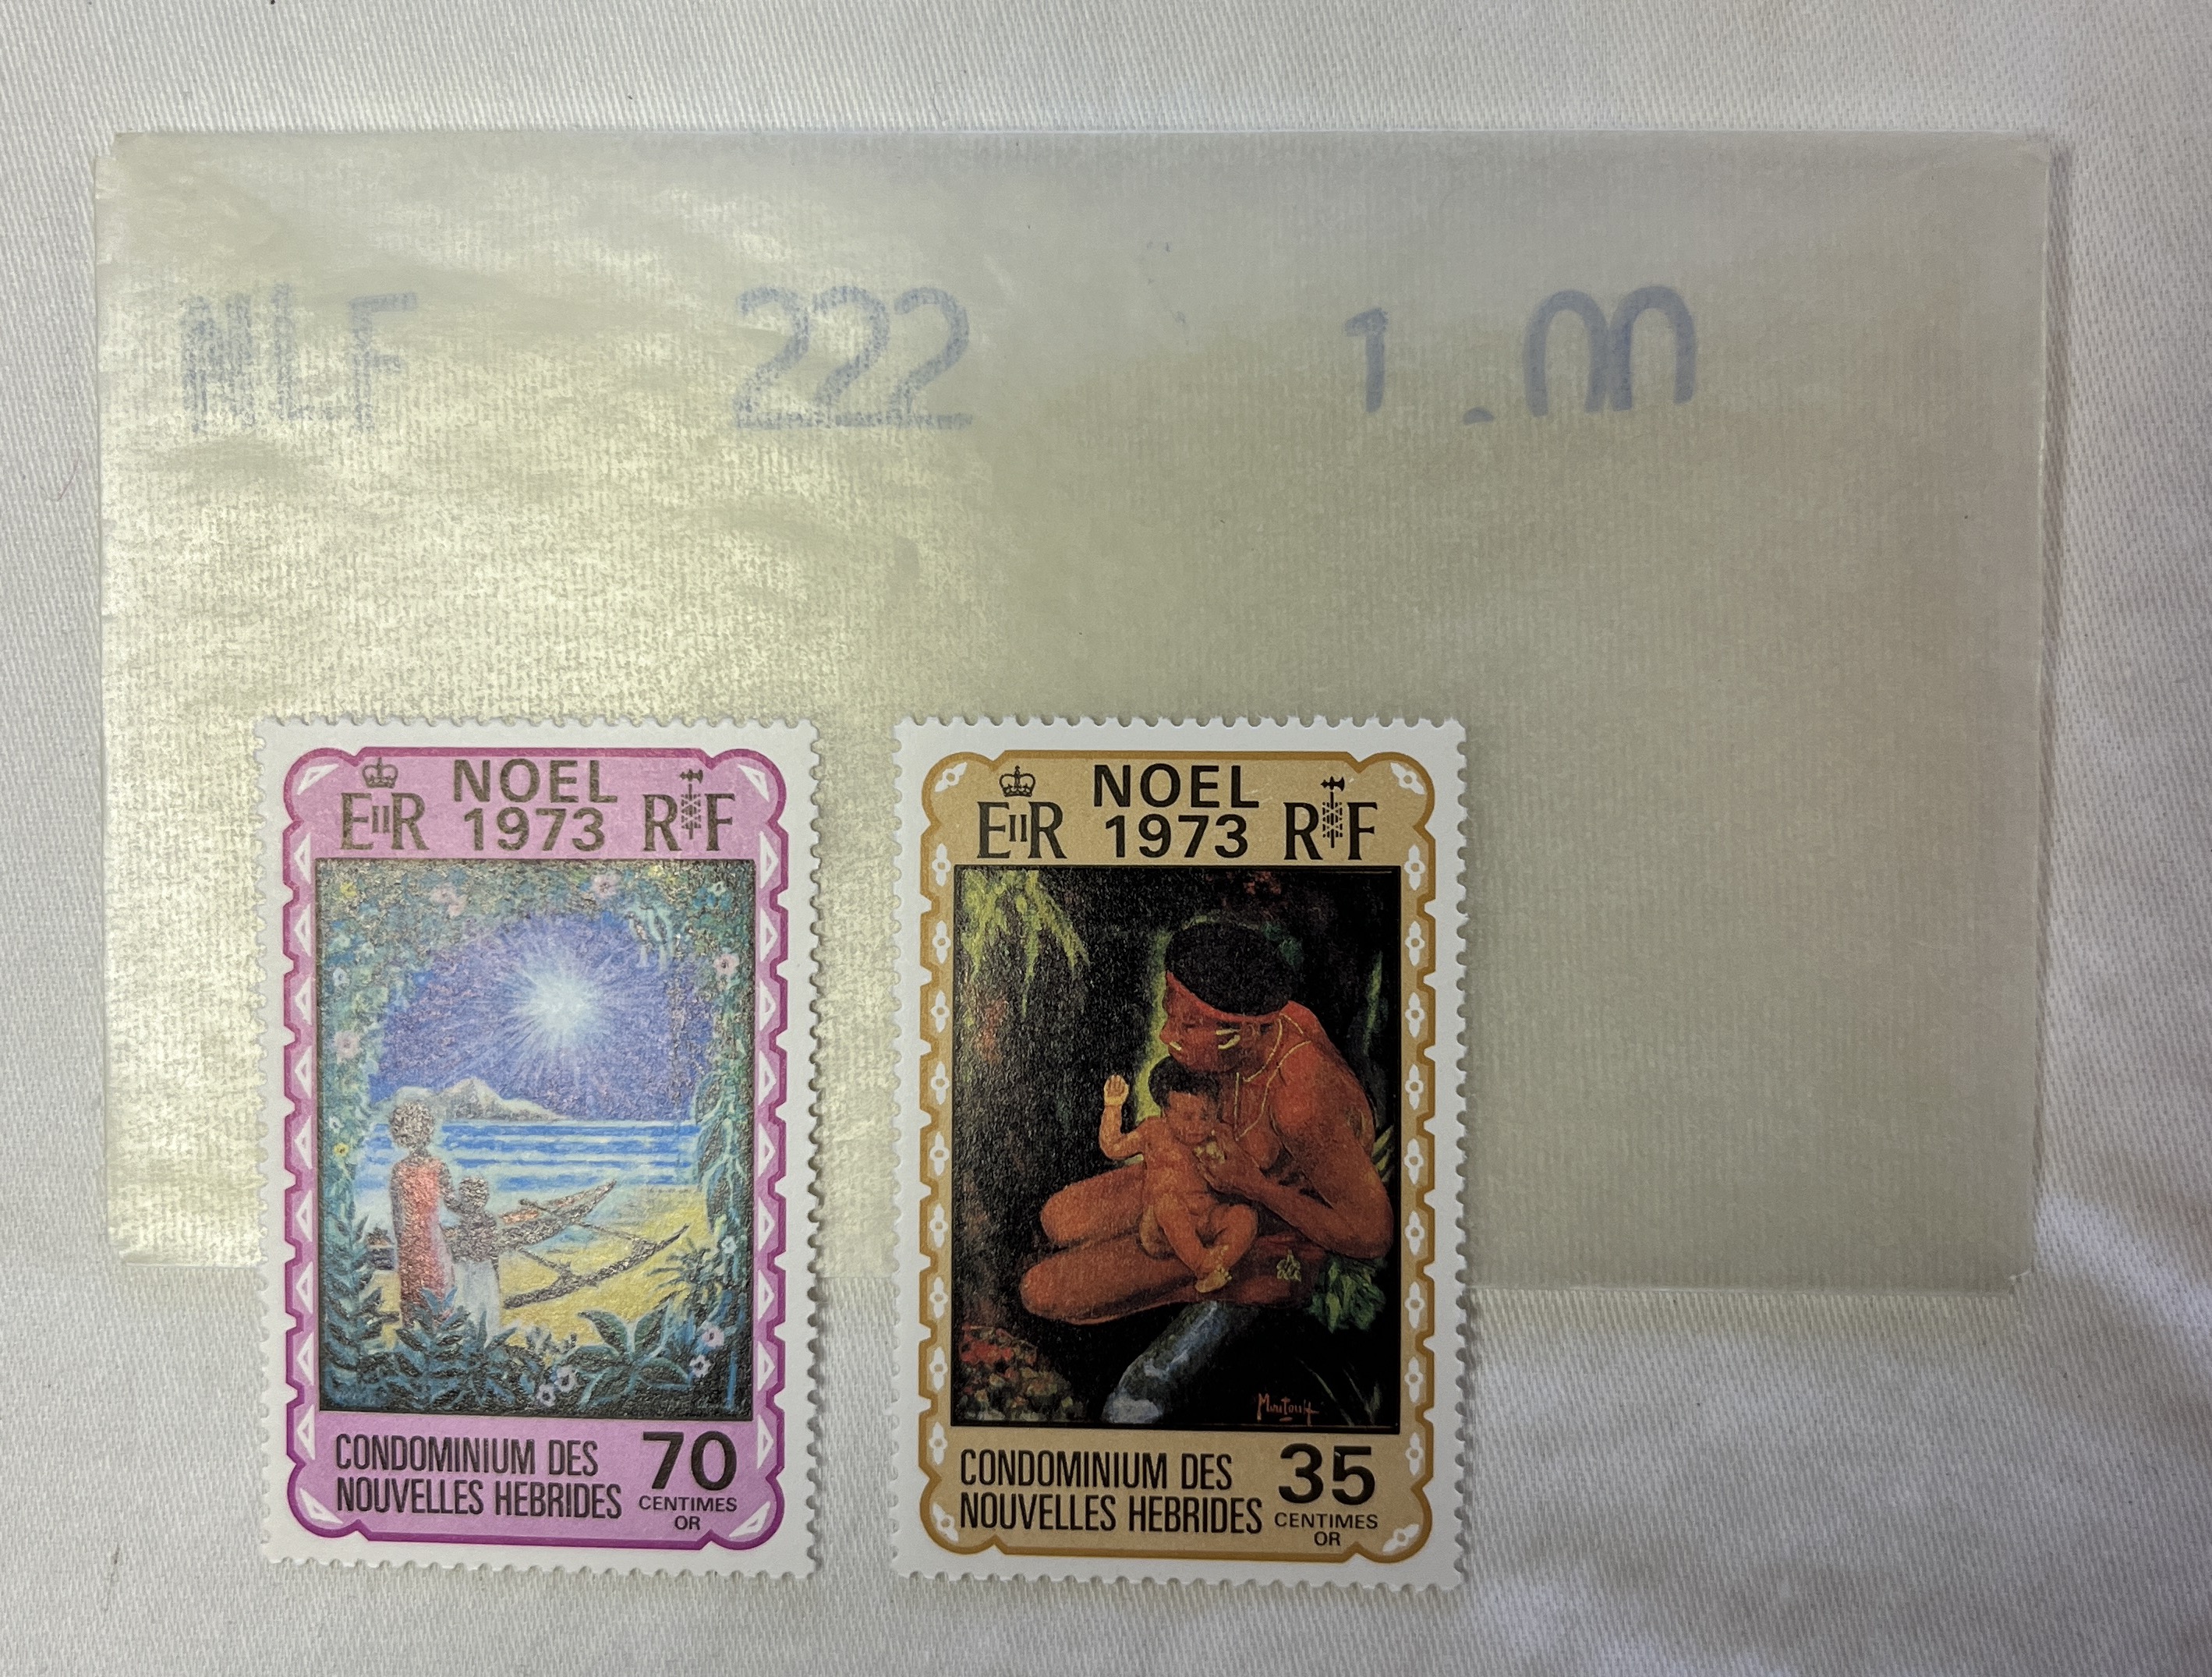 NLF 222 1.00
NOEL
1973
EIIR RF
CONDOMINIUM DES
NOUVELLES HEBRIDES
70
CENTIMES
OR
NOEL
1973
EIIR RF
CONDOMINIUM DES
NOUVELLES HEBRIDES
35
CENTIMES
OR